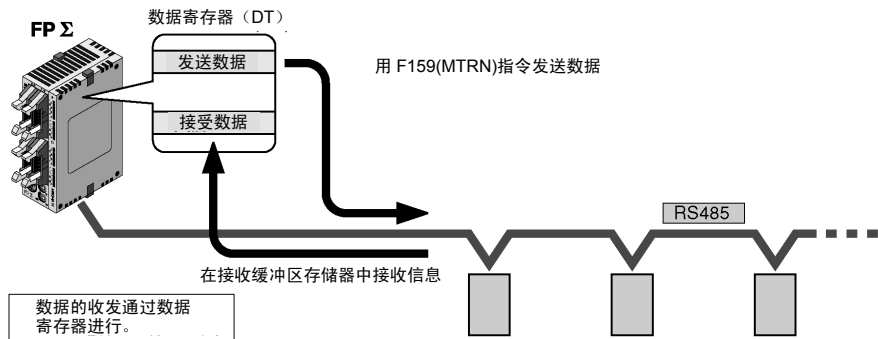 数据寄存器（DT）
FP Σ
发送数据
用 F159(MTRN)指令发送数据
接受数据
RS485
在接收缓冲区存储器中接收信息
数据的收发通过数据
寄存器进行。